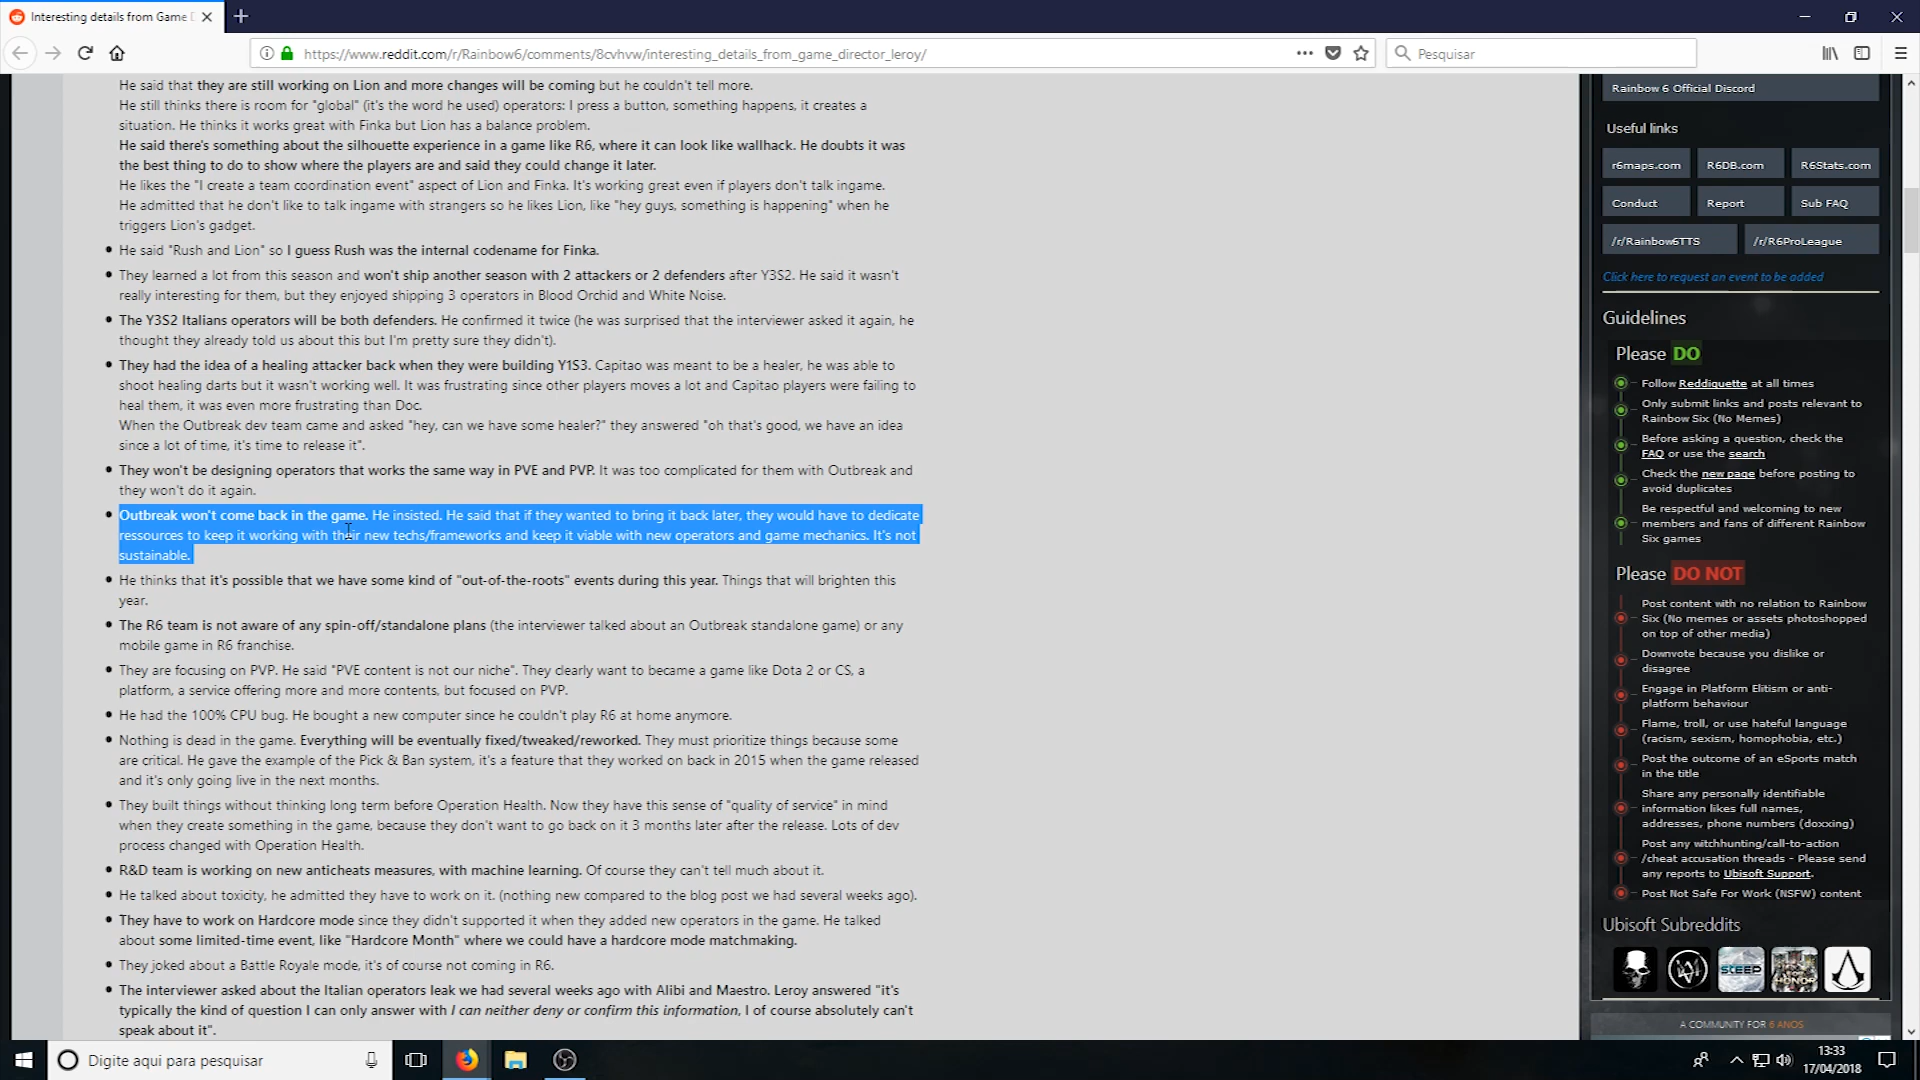 Interesting details from Game D
https://www.reddit.com/r/Rainbow6/comments/8cvhvw/interesting_details_from_game_director_leroy/
Pesquisar
He said that they are still working on Lion and more changes will be coming but he couldn't tell more.
He still thinks there is room for "global" (it's the word he used) operators: I press a button, something happens, it creates a
situation. He thinks it works great with Finka but Lion has a balance problem.
He said there's something about the silhouette experience in a game like R6, where it can look like wallhack. He doubts it was
the best thing to do to show where the players are and said they could change it later.
He likes the "I create a team coordination event" aspect of Lion and Finka. It's working great even if players don't talk ingame.
He admitted that he don't like to talk ingame with strangers so he likes Lion, like "hey guys, something is happening" when he
triggers Lion's gadget.
• He said "Rush and Lion" so I guess Rush was the internal codename for Finka.
• They learned a lot from this season and won't ship another season with 2 attackers or 2 defenders after Y3S2. He said it wasn't
really interesting for them, but they enjoyed shipping 3 operators in Blood Orchid and White Noise.
• The Y3S2 Italians operators will be both defenders. He confirmed it twice (he was surprised that the interviewer asked it again, he
thought they already told us about this but I'm pretty sure they didn't).
• They had the idea of a healing attacker back when they were building Y1S3. Capitao was meant to be a healer, he was able to
shoot healing darts but it wasn't working well. It was frustrating since other players moves a lot and Capitao players were failing to
heal them, it was even more frustrating than Doc.
When the Outbreak dev team came and asked "hey, can we have some healer?" they answered "oh that's good, we have an idea
since a lot of time, it's time to release it".
• They won't be designing operators that works the same way in PVE and PVP. It was too complicated for them with Outbreak and
they won't do it again.
• Outbreak won't come back in the game. He insisted. He said that if they wanted to bring it back later, they would have to dedicate
ressources to keep it working with their new techs/frameworks and keep it viable with new operators and game mechanics. It's not
sustainable.
• He thinks that it's possible that we have some kind of "out-of-the-roots" events during this year. Things that will brighten this
year.
• The R6 team is not aware of any spin-off/standalone plans (the interviewer talked about an Outbreak standalone game) or any
mobile game in R6 franchise.
• They are focusing on PVP. He said "PVE content is not our niche". They clearly want to became a game like Dota 2 or CS, a
platform, a service offering more and more contents, but focused on PVP.
• He had the 100% CPU bug. He bought a new computer since he couldn't play R6 at home anymore.
• Nothing is dead in the game. Everything will be eventually fixed/tweaked/reworked. They must prioritize things because some
are critical. He gave the example of the Pick & Ban system, it's a feature that they worked on back in 2015 when the game released
and it's only going live in the next months.
• They built things without thinking long term before Operation Health. Now they have this sense of "quality of service" in mind
when they create something in the game, because they don't want to go back on it 3 months later after the release. Lots of dev
process changed with Operation Health.
• R&D team is working on new anticheats measures, with machine learning. Of course they can't tell much about it.
• He talked about toxicity, he admitted they have to work on it. (nothing new compared to the blog post we had several weeks ago).
• They have to work on Hardcore mode since they didn't supported it when they added new operators in the game. He talked
about some limited-time event, like "Hardcore Month" where we could have a hardcore mode matchmaking.
• They joked about a Battle Royale mode, it's of course not coming in R6.
• The interviewer asked about the Italian operators leak we had several weeks ago with Alibi and Maestro. Leroy answered "it's
typically the kind of question I can only answer with I can neither deny or confirm this information, I of course absolutely can't
speak about it".
Rainbow 6 Official Discord
Useful links
r6maps.com R6DB.com R6Stats.com
Conduct Report Sub FAQ
/r/Rainbow6TTS /r/R6ProLeague
Click here to request an event to be added
Guidelines
Please DO
Follow Reddiquette at all times
Only submit links and posts relevant to
Rainbow Six (No Memes)
Before asking a question, check the
FAQ or use the search
Check the new page before posting to
avoid duplicates
Be respectful and welcoming to new
members and fans of different Rainbow
Six games
Please DO NOT
Post content with no relation to Rainbow
Six (No memes or assets photoshopped
on top of other media)
Downvote because you dislike or
disagree
Engage in Platform Elitism or anti-
platform behaviour
Flame, troll, or use hateful language
(racism, sexism, homophobia, etc.)
Post the outcome of an eSports match
in the title
Share any personally identifiable
information likes full names,
addresses, phone numbers (doxxing)
Post any witchhunting/call-to-action
/cheat accusation threads - Please send
any reports to Ubisoft Support.
Post Not Safe For Work (NSFW) content
Ubisoft Subreddits
STEEP
HONOR
A COMMUNITY FOR 6 ANOS
Digite aqui para pesquisar
13:33
17/04/2018